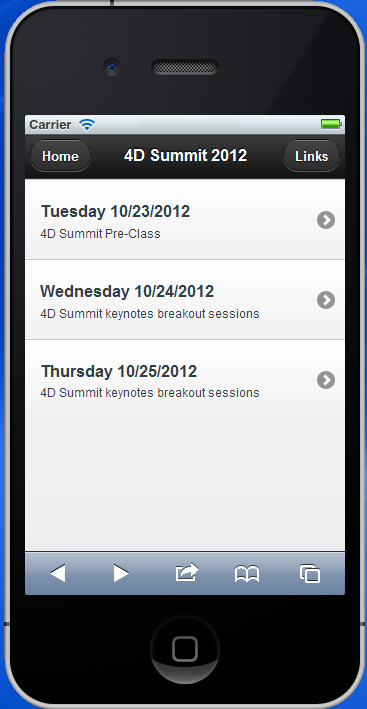 Carrier
Home
4D Summit 2012
Links
Tuesday 10/23/2012
4D Summit Pre-Class
Wednesday 10/24/2012
4D Summit keynotes breakout sessions
Thursday 10/25/2012
4D Summit keynotes breakout sessions